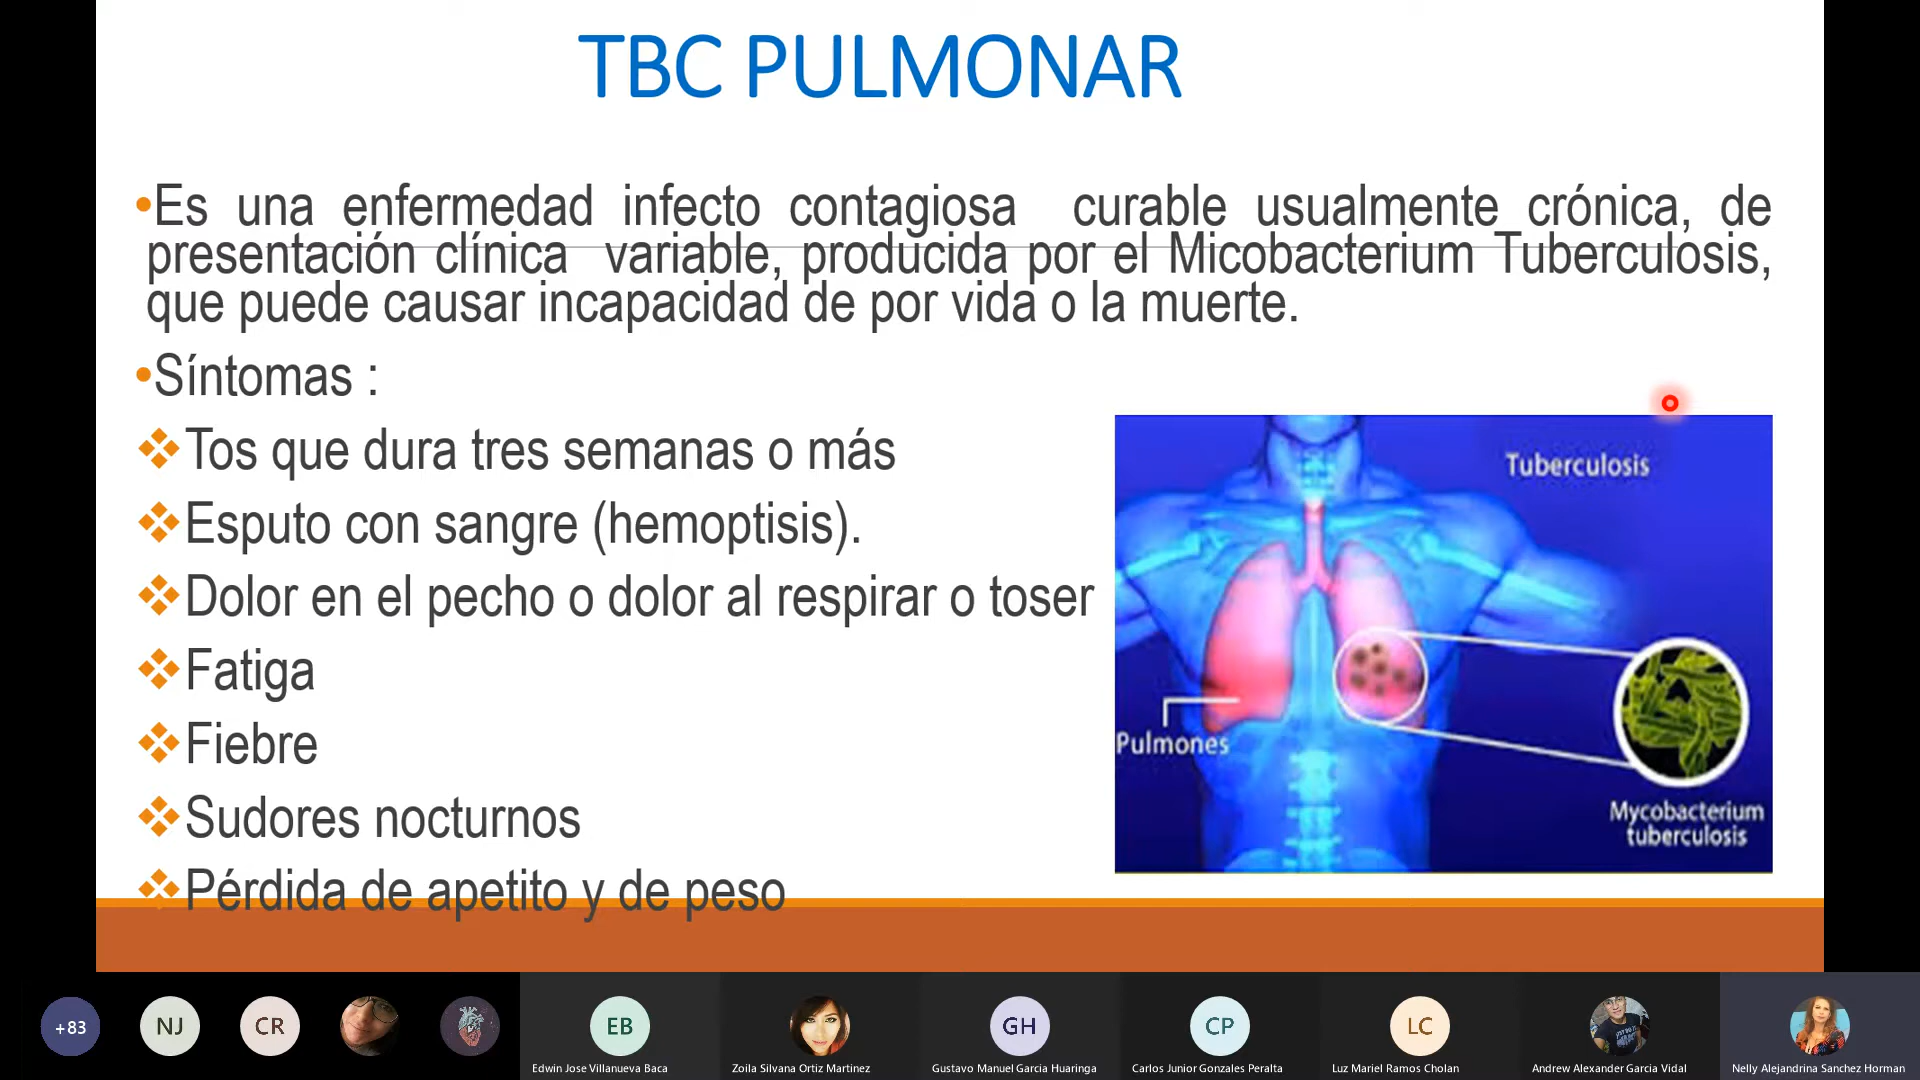 TBC PULMONAR
•Es una enfermedad infecto contagiosa curable usualmente crónica, de
presentación clínica variable, producida por el Micobacterium Tuberculosis,
que puede causar incapacidad de por vida o la muerte.
•Síntomas :
❖Tos que dura tres semanas o más
❖Esputo con sangre (hemoptisis).
❖Dolor en el pecho o dolor al respirar o toser
❖Fatiga
❖Fiebre
❖Sudores nocturnos
❖Pérdida de apetito y de peso
Tuberculosis
Pulmones
Mycobacterium
tuberculosis
+83
NJ
CR
EB
GH
CP
LC
Edwin Jose Villanueva Baca
Zoila Silvana Ortiz Martinez
Gustavo Manuel Garcia Huaringa
Carlos Junior Gonzales Peralta
Luz Mariel Ramos Cholan
Andrew Alexander Garcia Vidal
Nelly Alejandrina Sanchez Horman